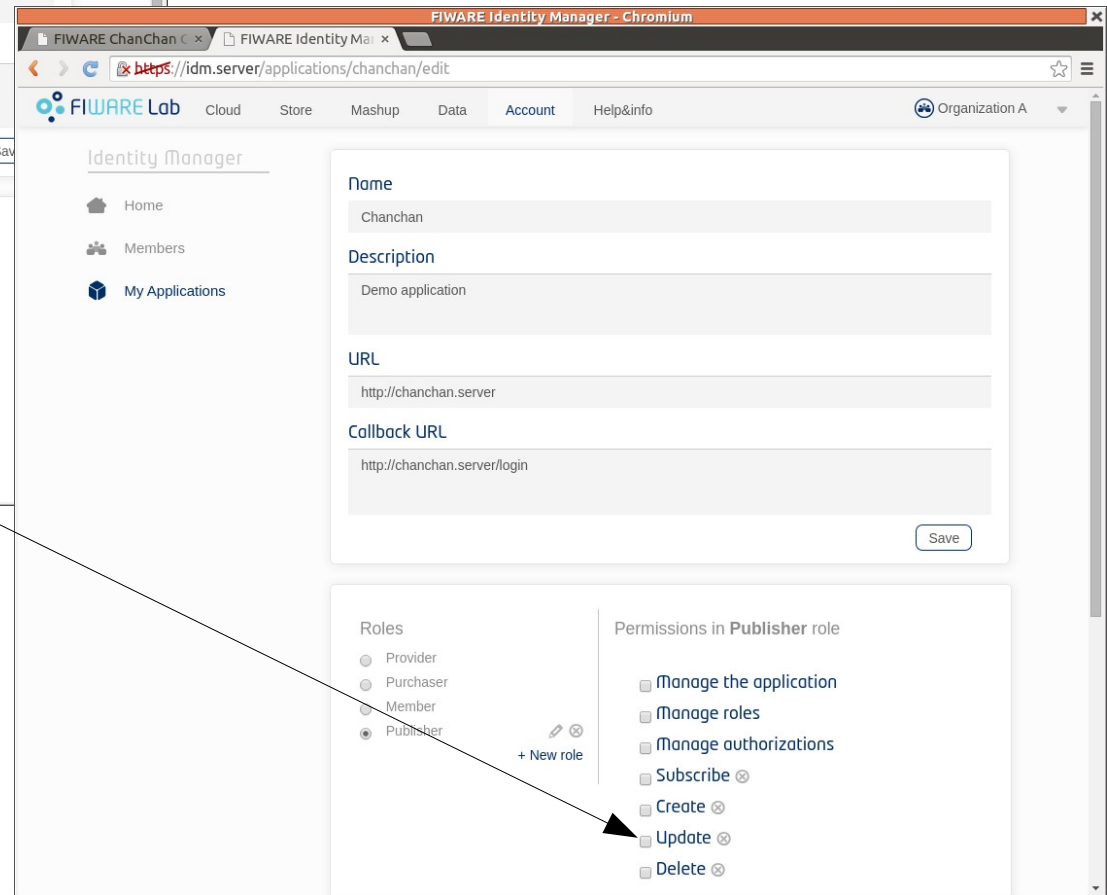 FIWARE Identity Manager - Chromium
FIWARE ChanChan
FIWARE Identity Ma
https://idm.server/applications/chanchan/edit
FIWARE Lab Cloud Store Mashup Data Account Help&info Organization A
Identity Manager
Home
Members
My Applications
Name
Chanchan
Description
Demo application
URL
http://chanchan.server
Callback URL
http://chanchan.server/login
Save
Roles
Provider
Purchaser
Member
Publisher
+ New role
Permissions in Publisher role
Manage the application
Manage roles
Manage authorizations
Subscribe
Create
Update
Delete